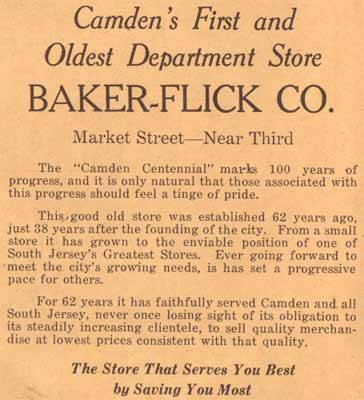 Camden's First and
Oldest Department Store
BAKER-FLICK CO.
Market Street—Near Third
The "Camden Centennial" marks 100 years of
progress, and it is only natural that those associated with
this progress should feel a tinge of pride.
This good old store was established 62 years ago,
just 38 years after the founding of the city. From a small
store it has grown to the enviable position of one of
South Jersey's Greatest Stores. Ever going forward to
meet the city's growing needs, is has set a progressive
pace for others.
For 62 years it has faithfully served Camden and all
South Jersey, never once losing sight of its obligation to
its steadily increasing clientele, to sell quality merchan-
dise at lowest prices consistent with that quality.
The Store That Serves You Best
by Saving You Most